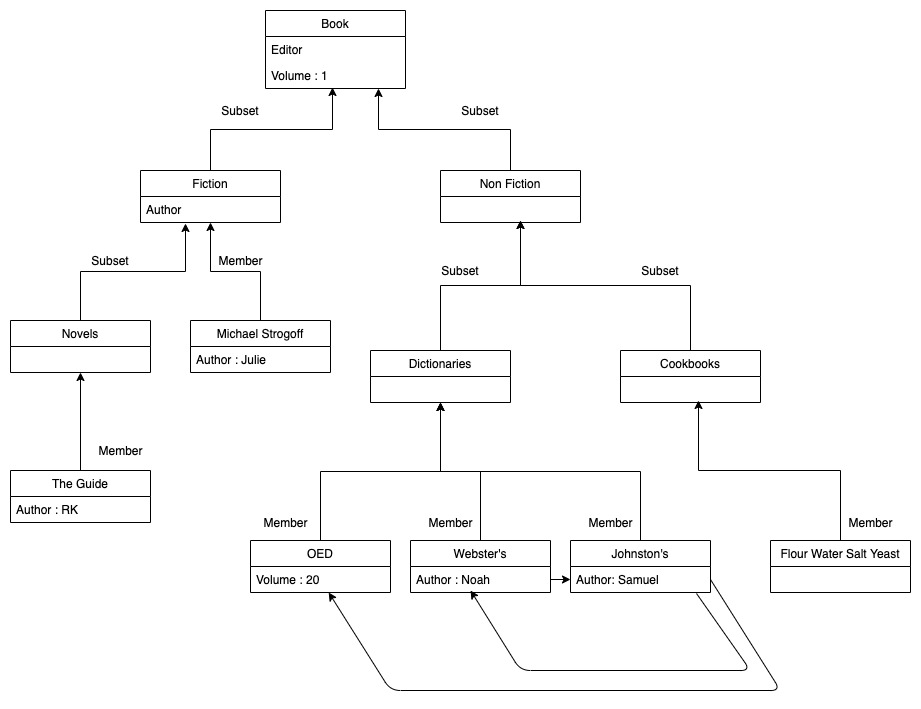 Book
Editor
Volume : 1
Subset
Subset
Fiction
Author
Non Fiction
Subset
Member
Subset
Subset
Novels
Michael Strogoff
Author : Julie
Dictionaries
Cookbooks
Member
The Guide
Author : RK
Member
Member
Member
Member
OED
Volume : 20
Webster's
Author : Noah
Johnston's
Author: Samuel
Flour Water Salt Yeast